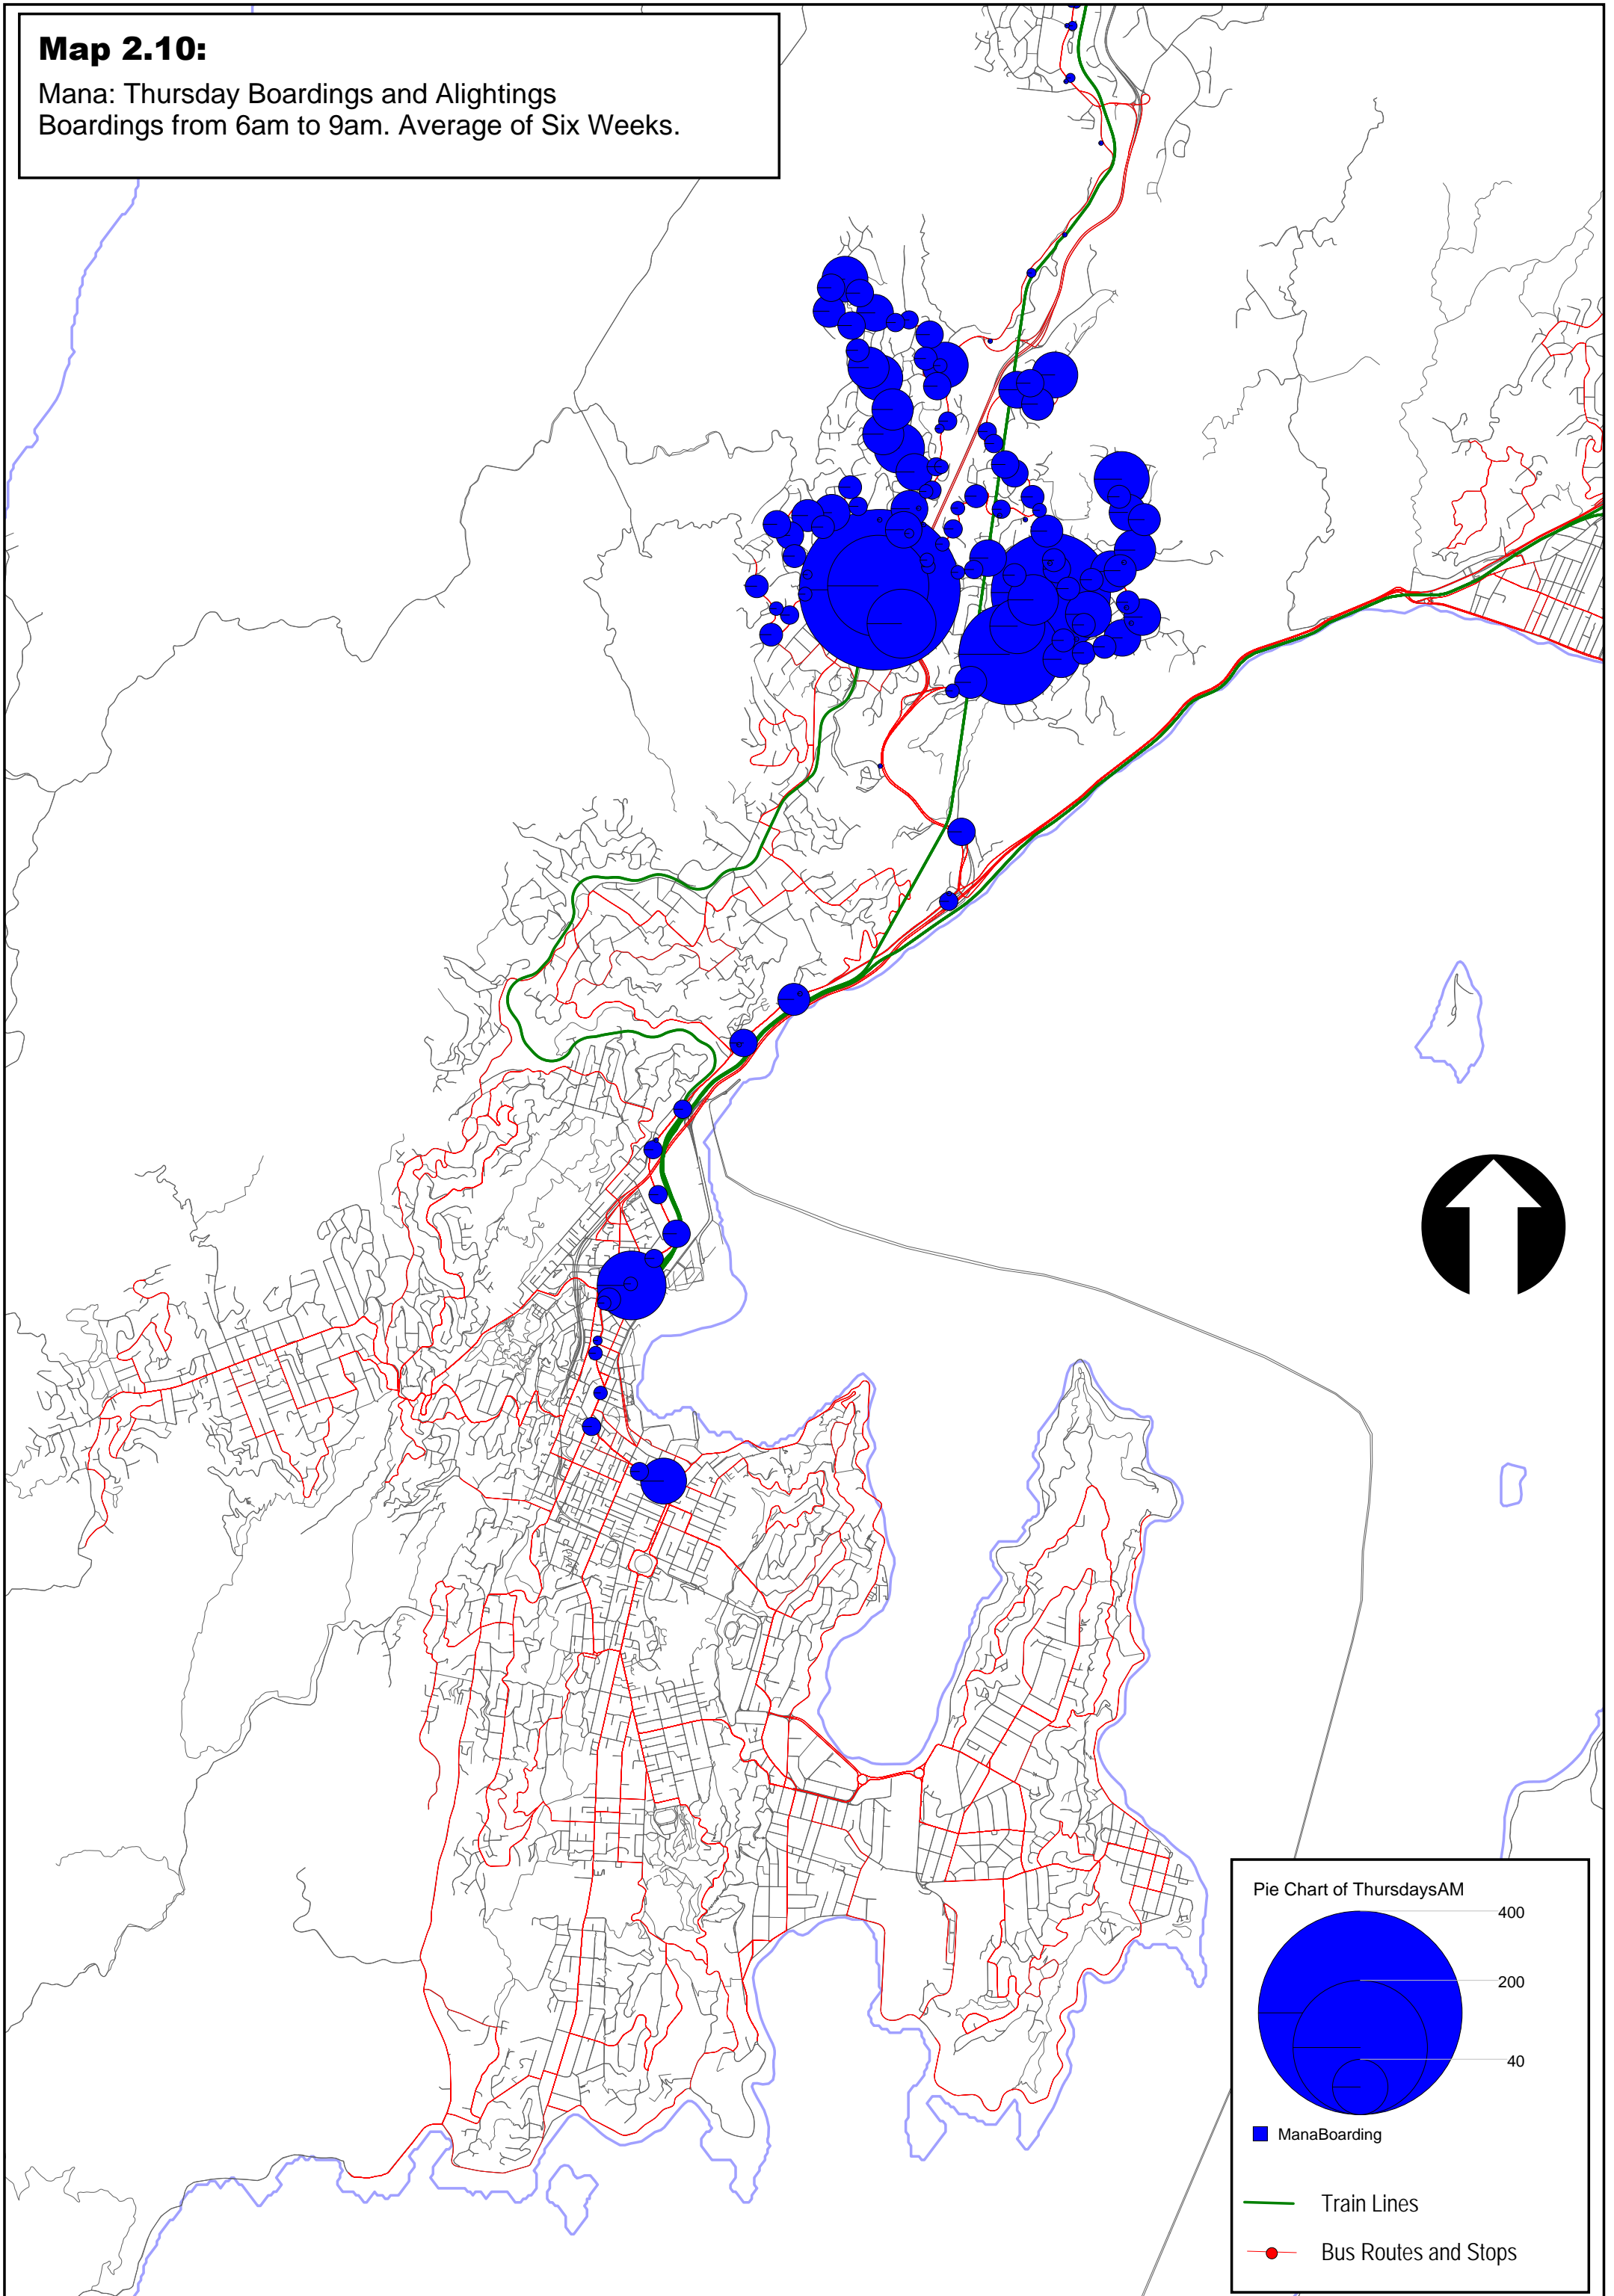 Map 2.10:
Mana: Thursday Boardings and Alightings
Boardings from 6am to 9am. Average of Six Weeks.
Pie Chart of ThursdaysAM
400
200
40
ManaBoarding
Train Lines
Bus Routes and Stops